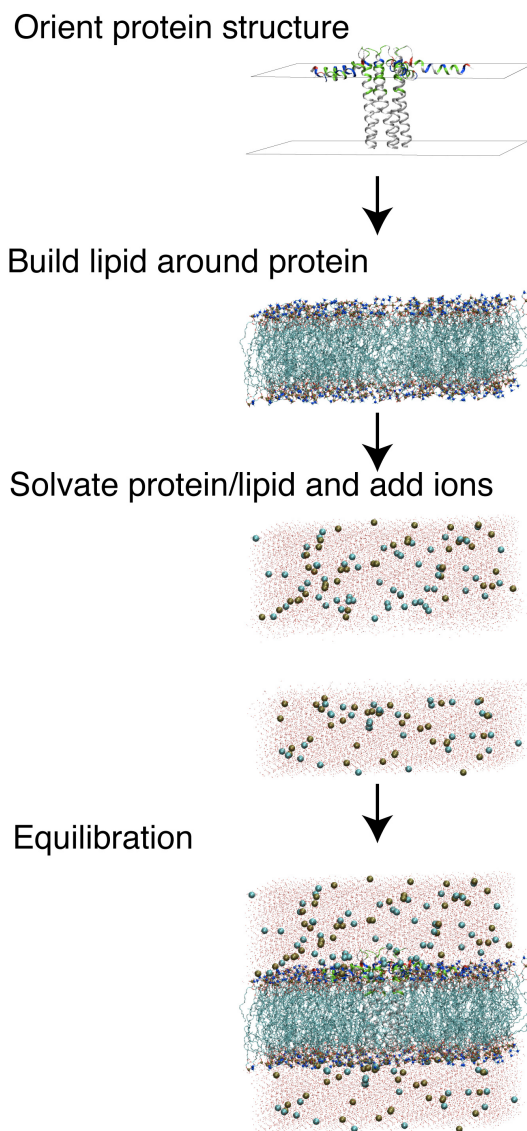 Orient protein structure
Build lipid around protein
Solvate protein/lipid and add ions
Equilibration